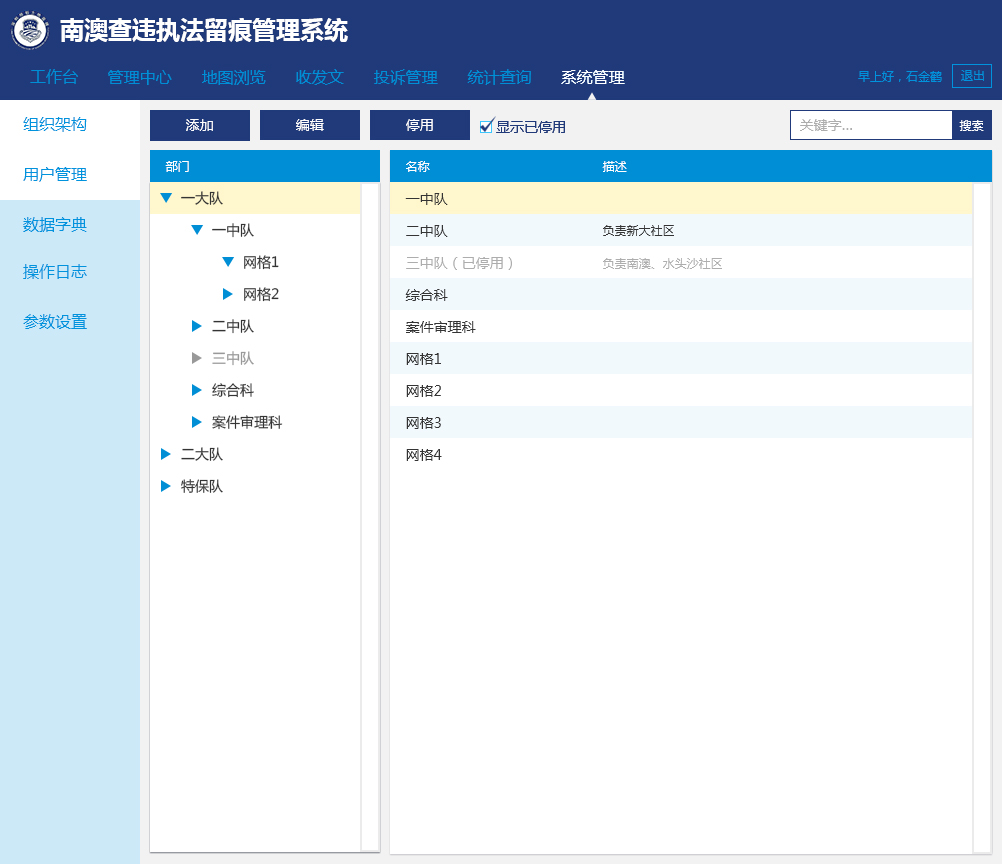 南澳查违执法留痕管理系统
工作台 管理中心 地图浏览 收发文 投诉管理 统计查询 系统管理 早上好，石金鹤 退出
组织架构
用户管理
数据字典
操作日志
参数设置
添加 编辑 停用 显示已停用 关键字... 搜索
部门
一大队
一中队
网格1
网格2
二中队
三中队
综合科
案件审理科
二大队
特保队
名称 描述
一中队
二中队 负责新大社区
三中队（已停用） 负责南澳、水头沙社区
综合科
案件审理科
网格1
网格2
网格3
网格4